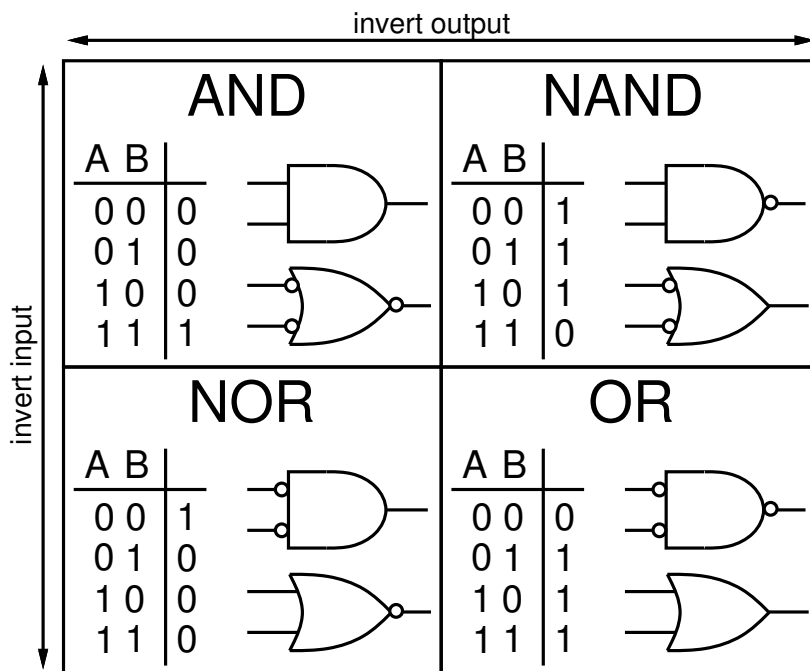 invert output
invert input
AND
A B
0 0 0
0 1 0
1 0 0
1 1 1
NAND
A B
0 0 1
0 1 1
1 0 1
1 1 0
NOR
A B
0 0 1
0 1 0
1 0 0
1 1 0
OR
A B
0 0 0
0 1 1
1 0 1
1 1 1